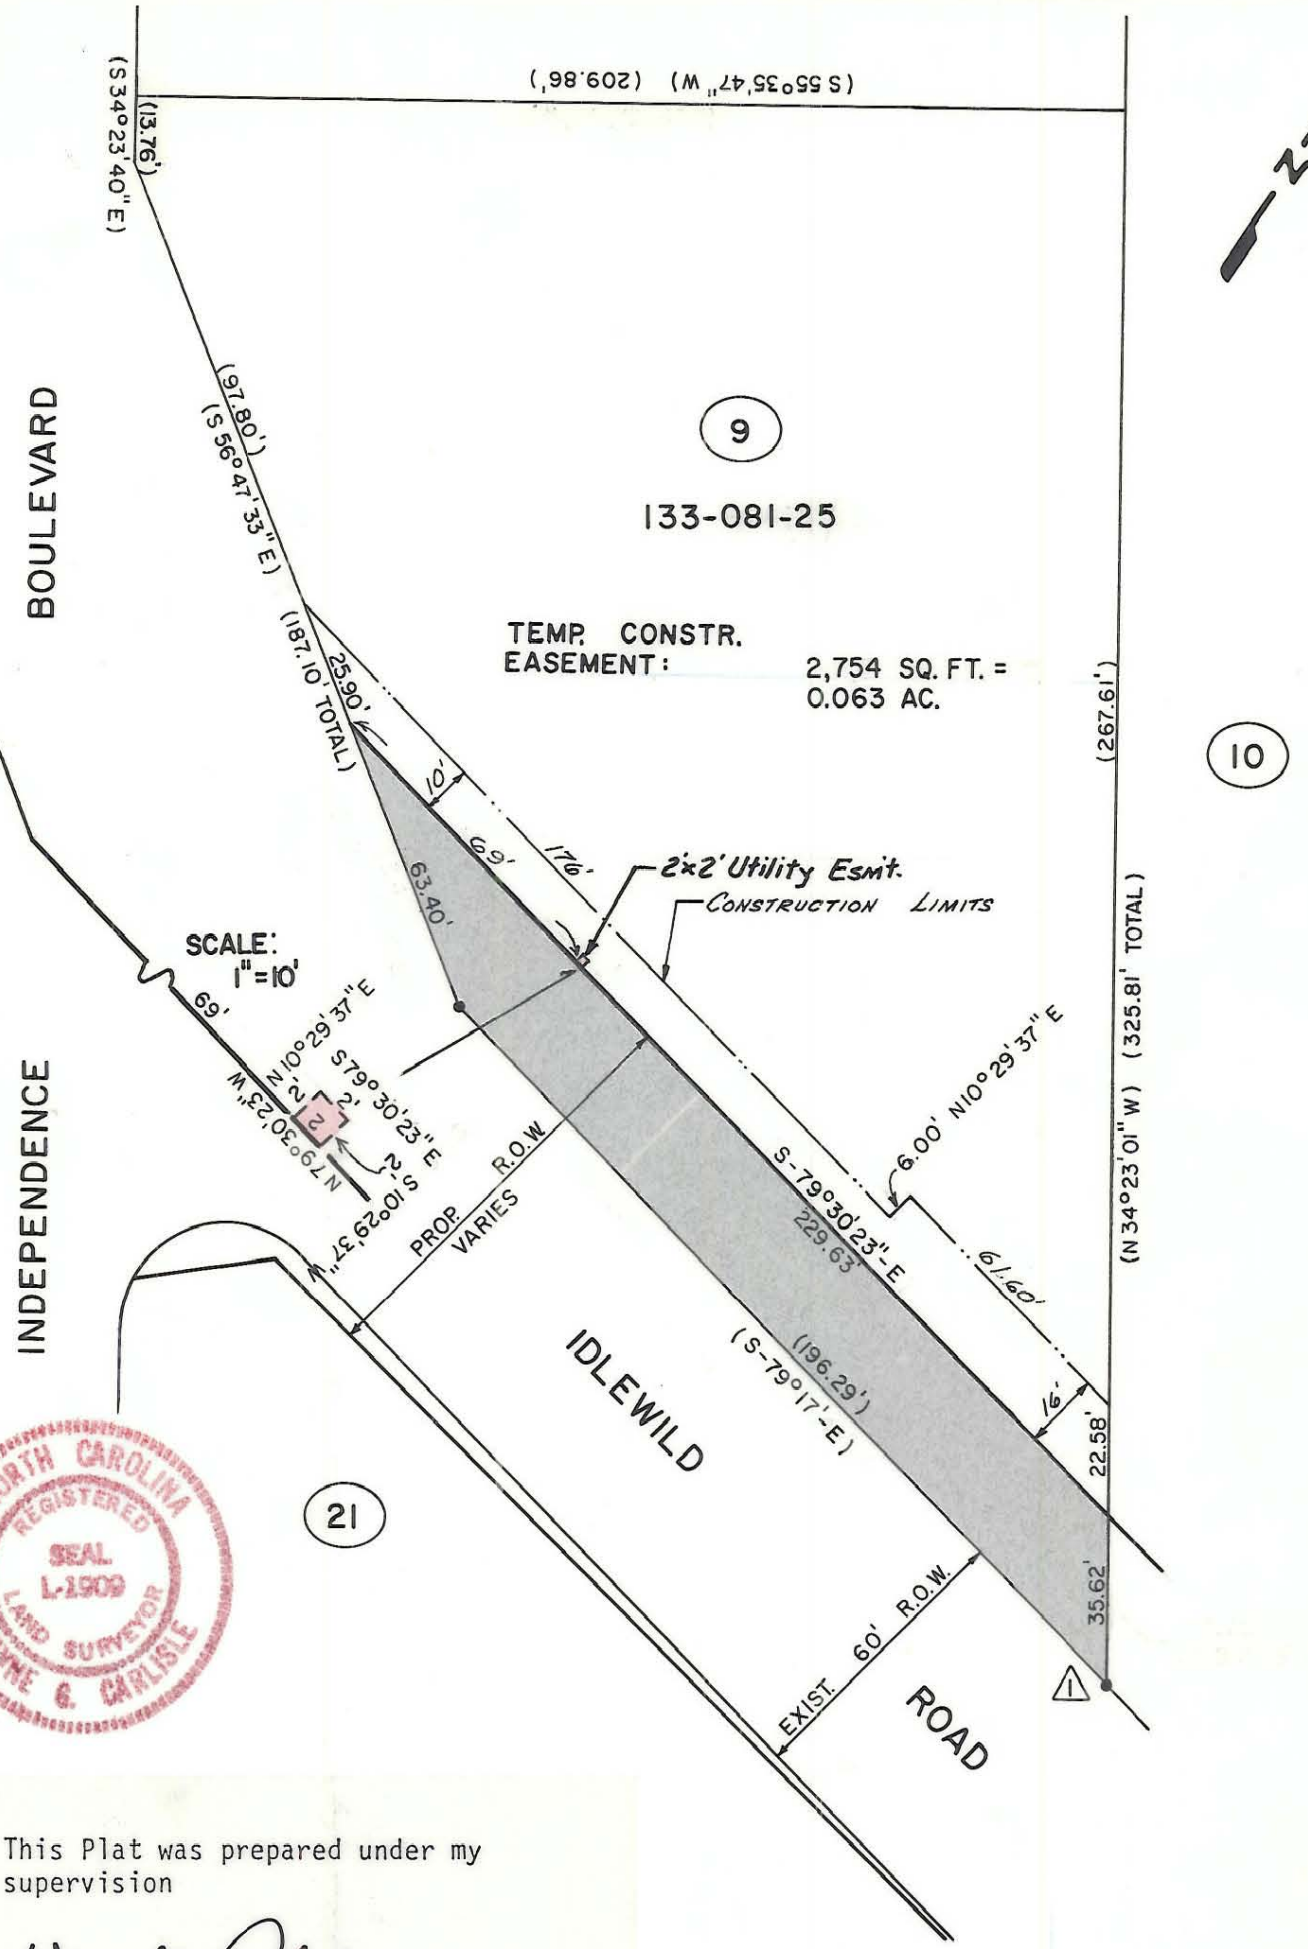 (S 55°35'47" W) (209.86')
(S 34°23'40" E)
(13.76')
(97.80')
(S 56°47'33" E)
(187.10' TOTAL)
25.90'
BOULEVARD
9
133-081-25
TEMP. CONSTR.
EASEMENT:
2,754 SQ. FT. =
0.063 AC.
(267.61')
10
10'
69'
176'
63.40'
2'x2' Utility Esmt.
CONSTRUCTION LIMITS
(N 34°23'01" W) (325.81' TOTAL)
SCALE:
1"=10'
69'
N 10°29'37" E
2'
S79°30'23" E
2'
2
N 79°30'23" W
2'
S 10°29'37" W
6.00' N10°29'37" E
INDEPENDENCE
PROP. R.O.W.
VARIES
S-79°30'23"-E
229.63'
61.60'
(196.29')
(S-79°17'-E)
IDLEWILD
16'
22.58'
35.62'
21
EXIST. 60' R.O.W.
1
ROAD
NORTH CAROLINA
REGISTERED
SEAL
L-1909
LAND SURVEYOR
G. CARLISLE
This Plat was prepared under my
supervision